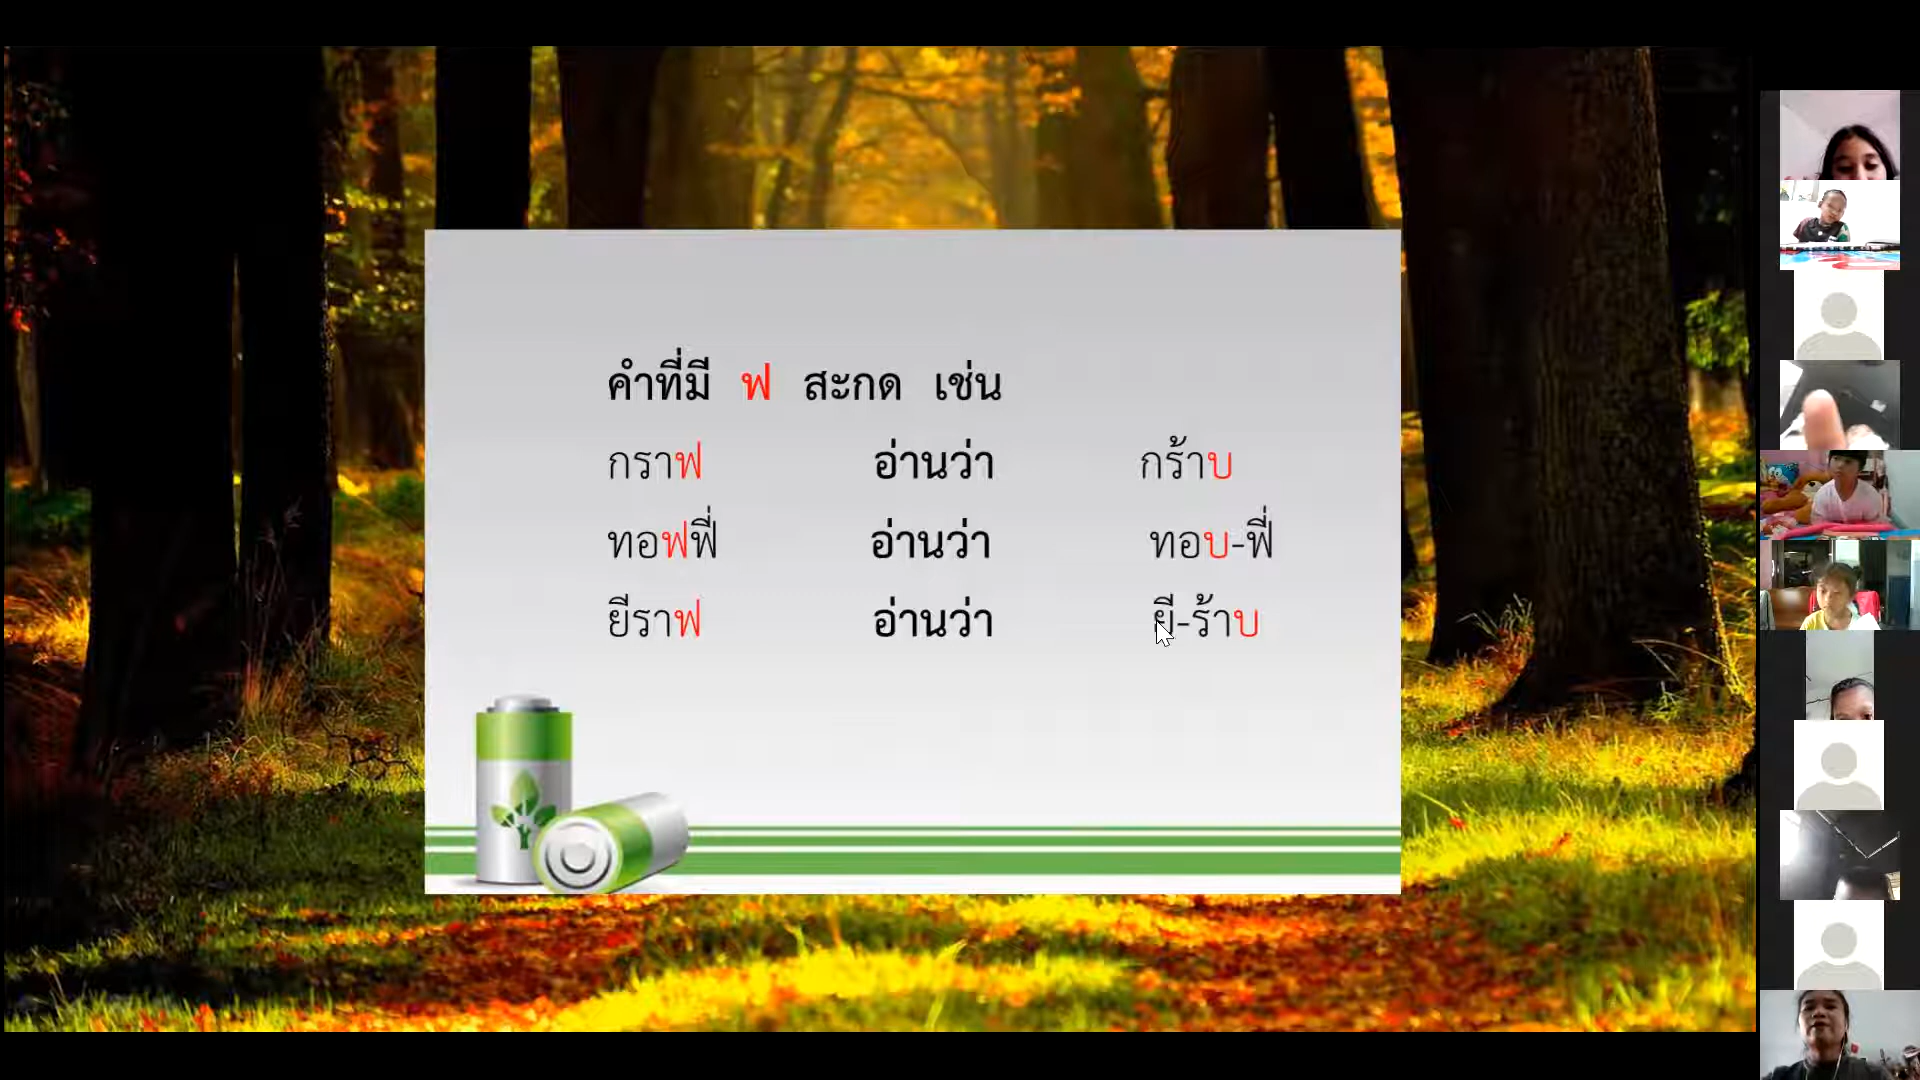 คำที่มี ฟ สะกด เช่น
กราฟ อ่านว่า กร้าบ
ทอฟฟี่ อ่านว่า ทอบ-ฟี่
ยีราฟ อ่านว่า ยี-ร้าบ